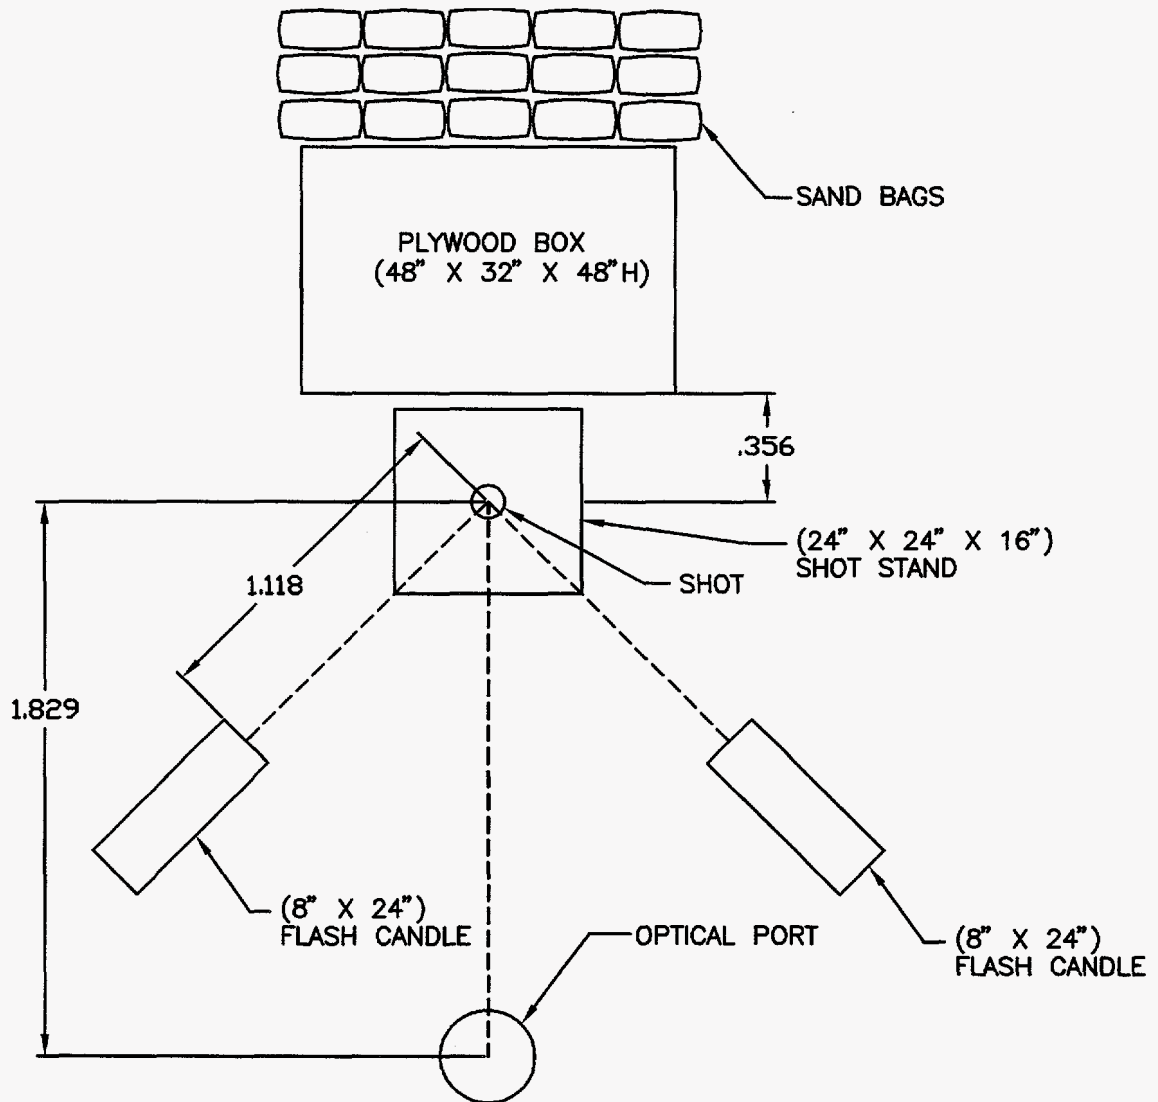 SAND BAGS
PLYWOOD BOX
(48" X 32" X 48"H)
.356
(24" X 24" X 16")
SHOT STAND
SHOT
1.118
1.829
(8" X 24")
FLASH CANDLE
OPTICAL PORT
(8" X 24")
FLASH CANDLE